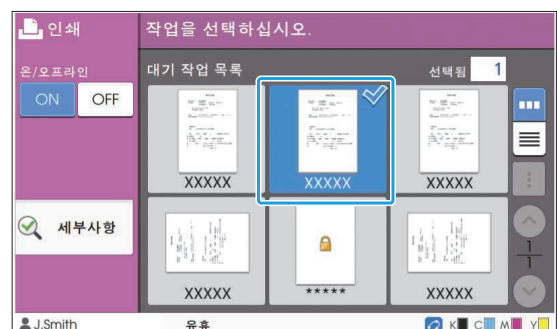 인쇄
작업을 선택하십시오.
온/오프라인
ON OFF
대기 작업 목록
선택됨 1
XXXXX XXXXX XXXXX
세부사항
XXXXX ***** XXXXX
1
1
J.Smith
유휴
K C M Y